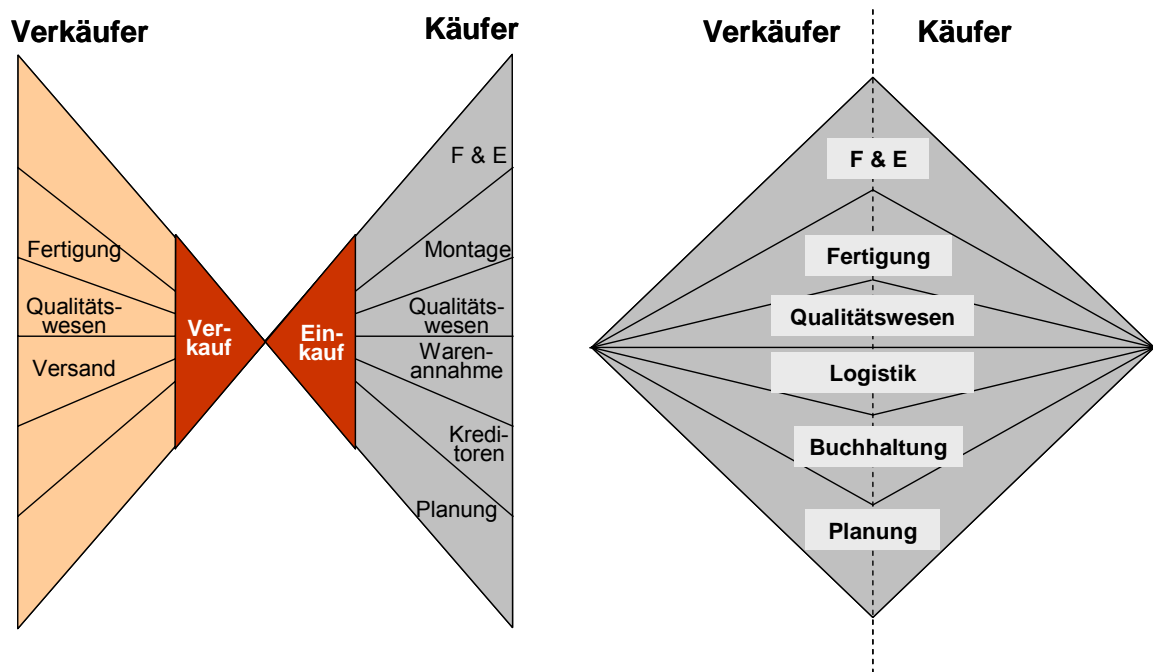 Verkäufer
Käufer
F & E
Fertigung
Montage
Qualitäts-
wesen
Qualitäts-
wesen
Versand
Waren-
annahme
Kredi-
toren
Planung
Ver-
kauf
Ein-
kauf
Verkäufer
Käufer
F & E
Fertigung
Qualitätswesen
Logistik
Buchhaltung
Planung